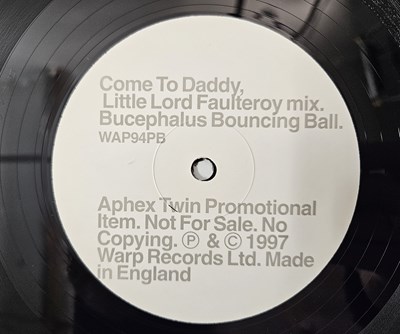 Come To Daddy,
Little Lord Faulteroy mix.
Bucephalus Bouncing Ball.
WAP94PB
Aphex Twin Promotional
Item. Not For Sale. No
Copying. Ⓟ & © 1997
Warp Records Ltd. Made
in England